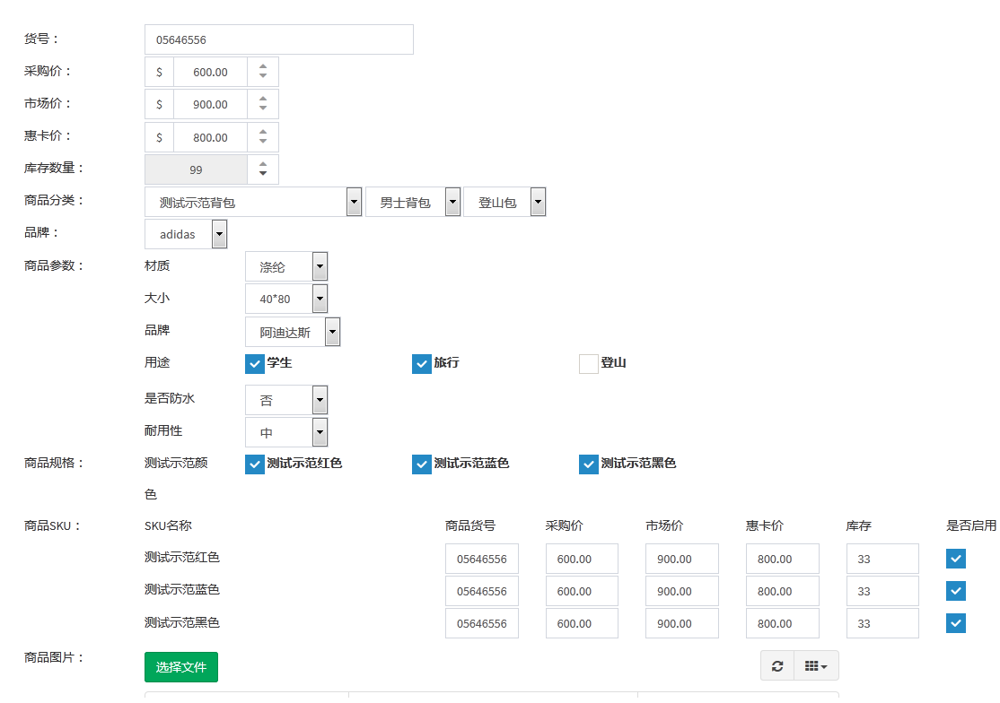 货号： 05646556
采购价： $ 600.00
市场价： $ 900.00
惠卡价： $ 800.00
库存数量： 99
商品分类： 测试示范背包 男士背包 登山包
品牌： adidas
商品参数： 材质 涤纶
大小 40*80
品牌 阿迪达斯
用途 学生 旅行 登山
是否防水 否
耐用性 中
商品规格： 测试示范颜 测试示范红色 测试示范蓝色 测试示范黑色
色
商品SKU： SKU名称 商品货号 采购价 市场价 惠卡价 库存 是否启用
测试示范红色 05646556 600.00 900.00 800.00 33
测试示范蓝色 05646556 600.00 900.00 800.00 33
测试示范黑色 05646556 600.00 900.00 800.00 33
商品图片： 选择文件